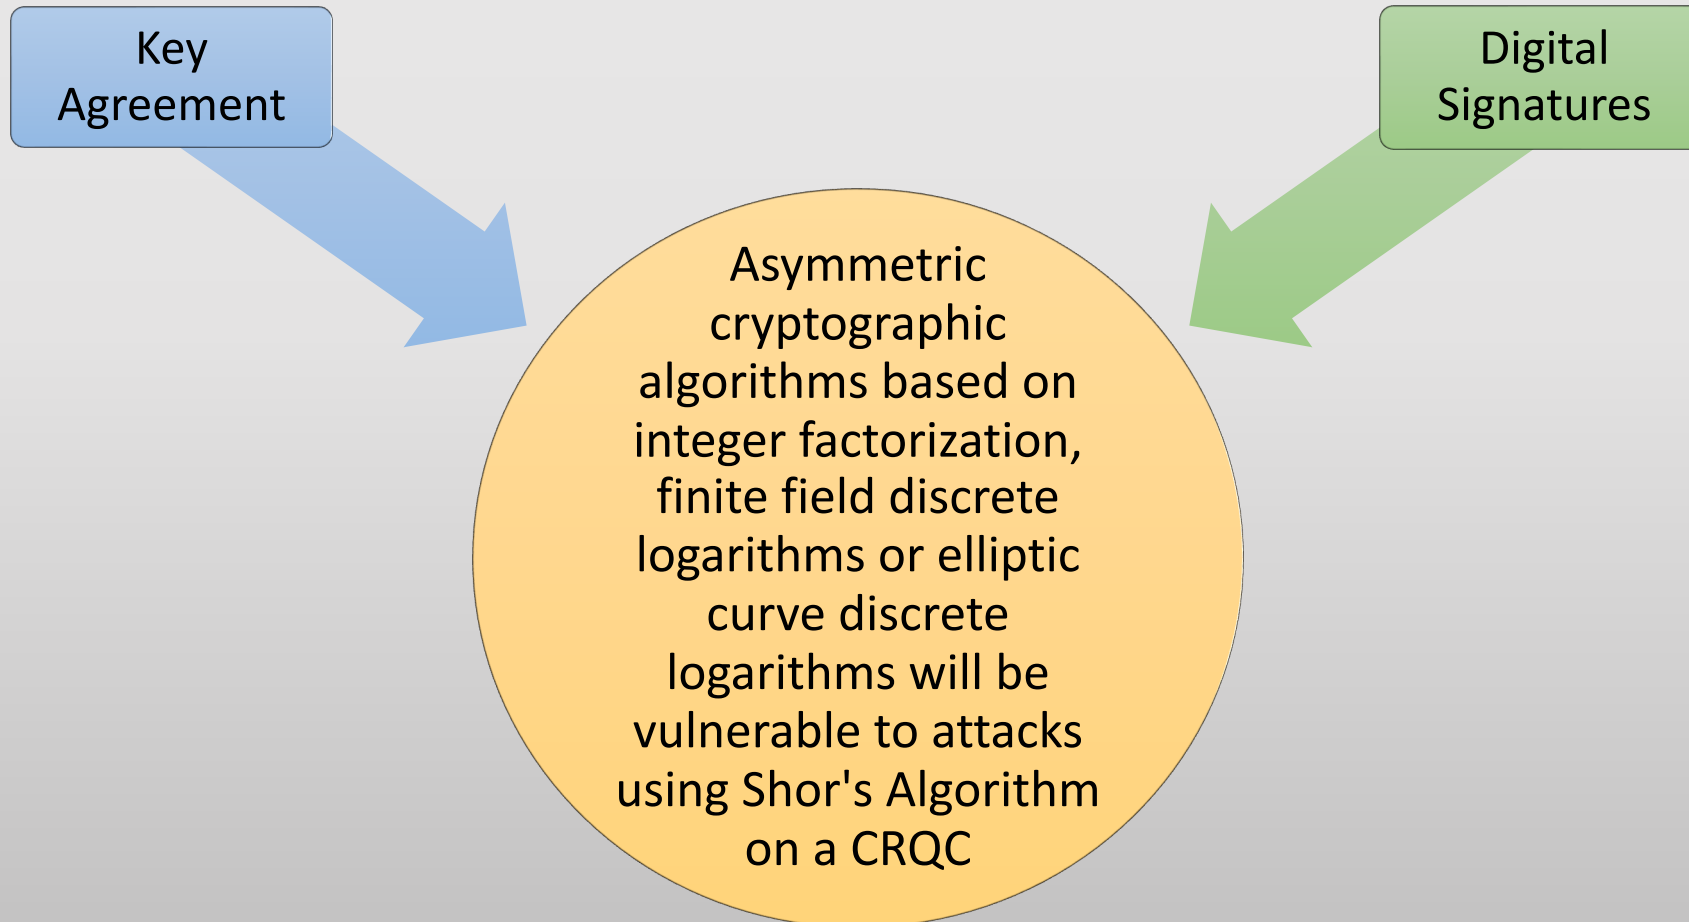 Key
Agreement
Digital
Signatures
Asymmetric
cryptographic
algorithms based on
integer factorization,
finite field discrete
logarithms or elliptic
curve discrete
logarithms will be
vulnerable to attacks
using Shor's Algorithm
on a CRQC